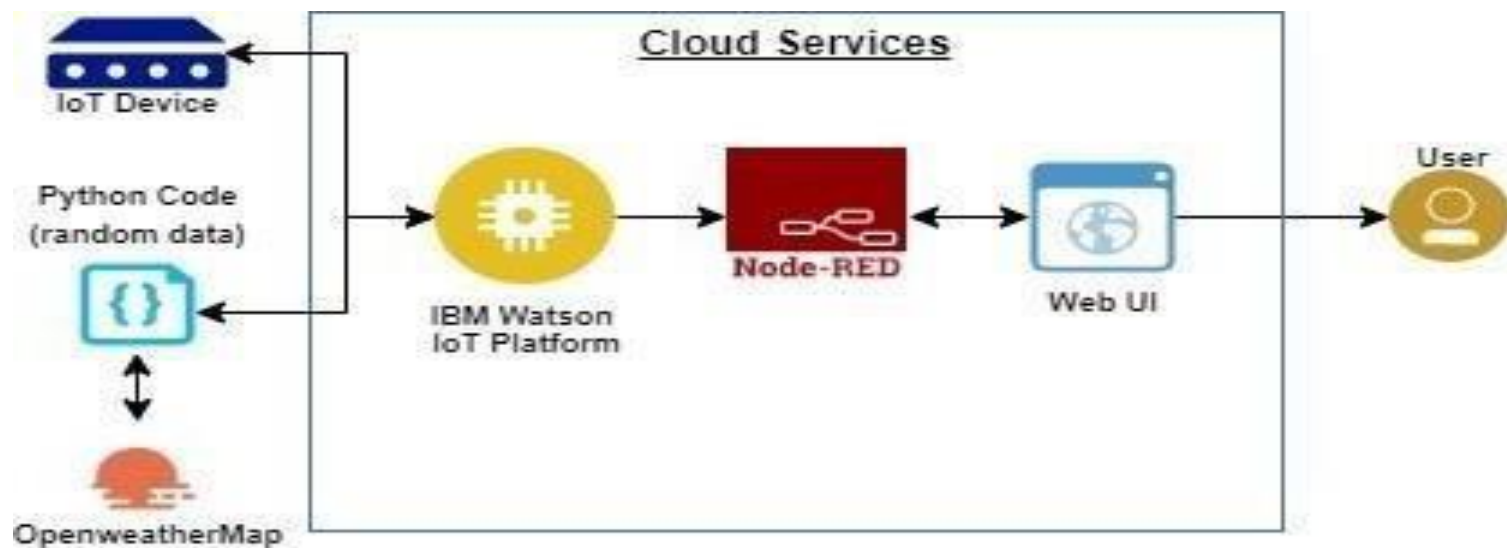 Cloud Services
IoT Device
Python Code
(random data)
OpenweatherMap
IBM Watson
IoT Platform
Node-RED
Web UI
User